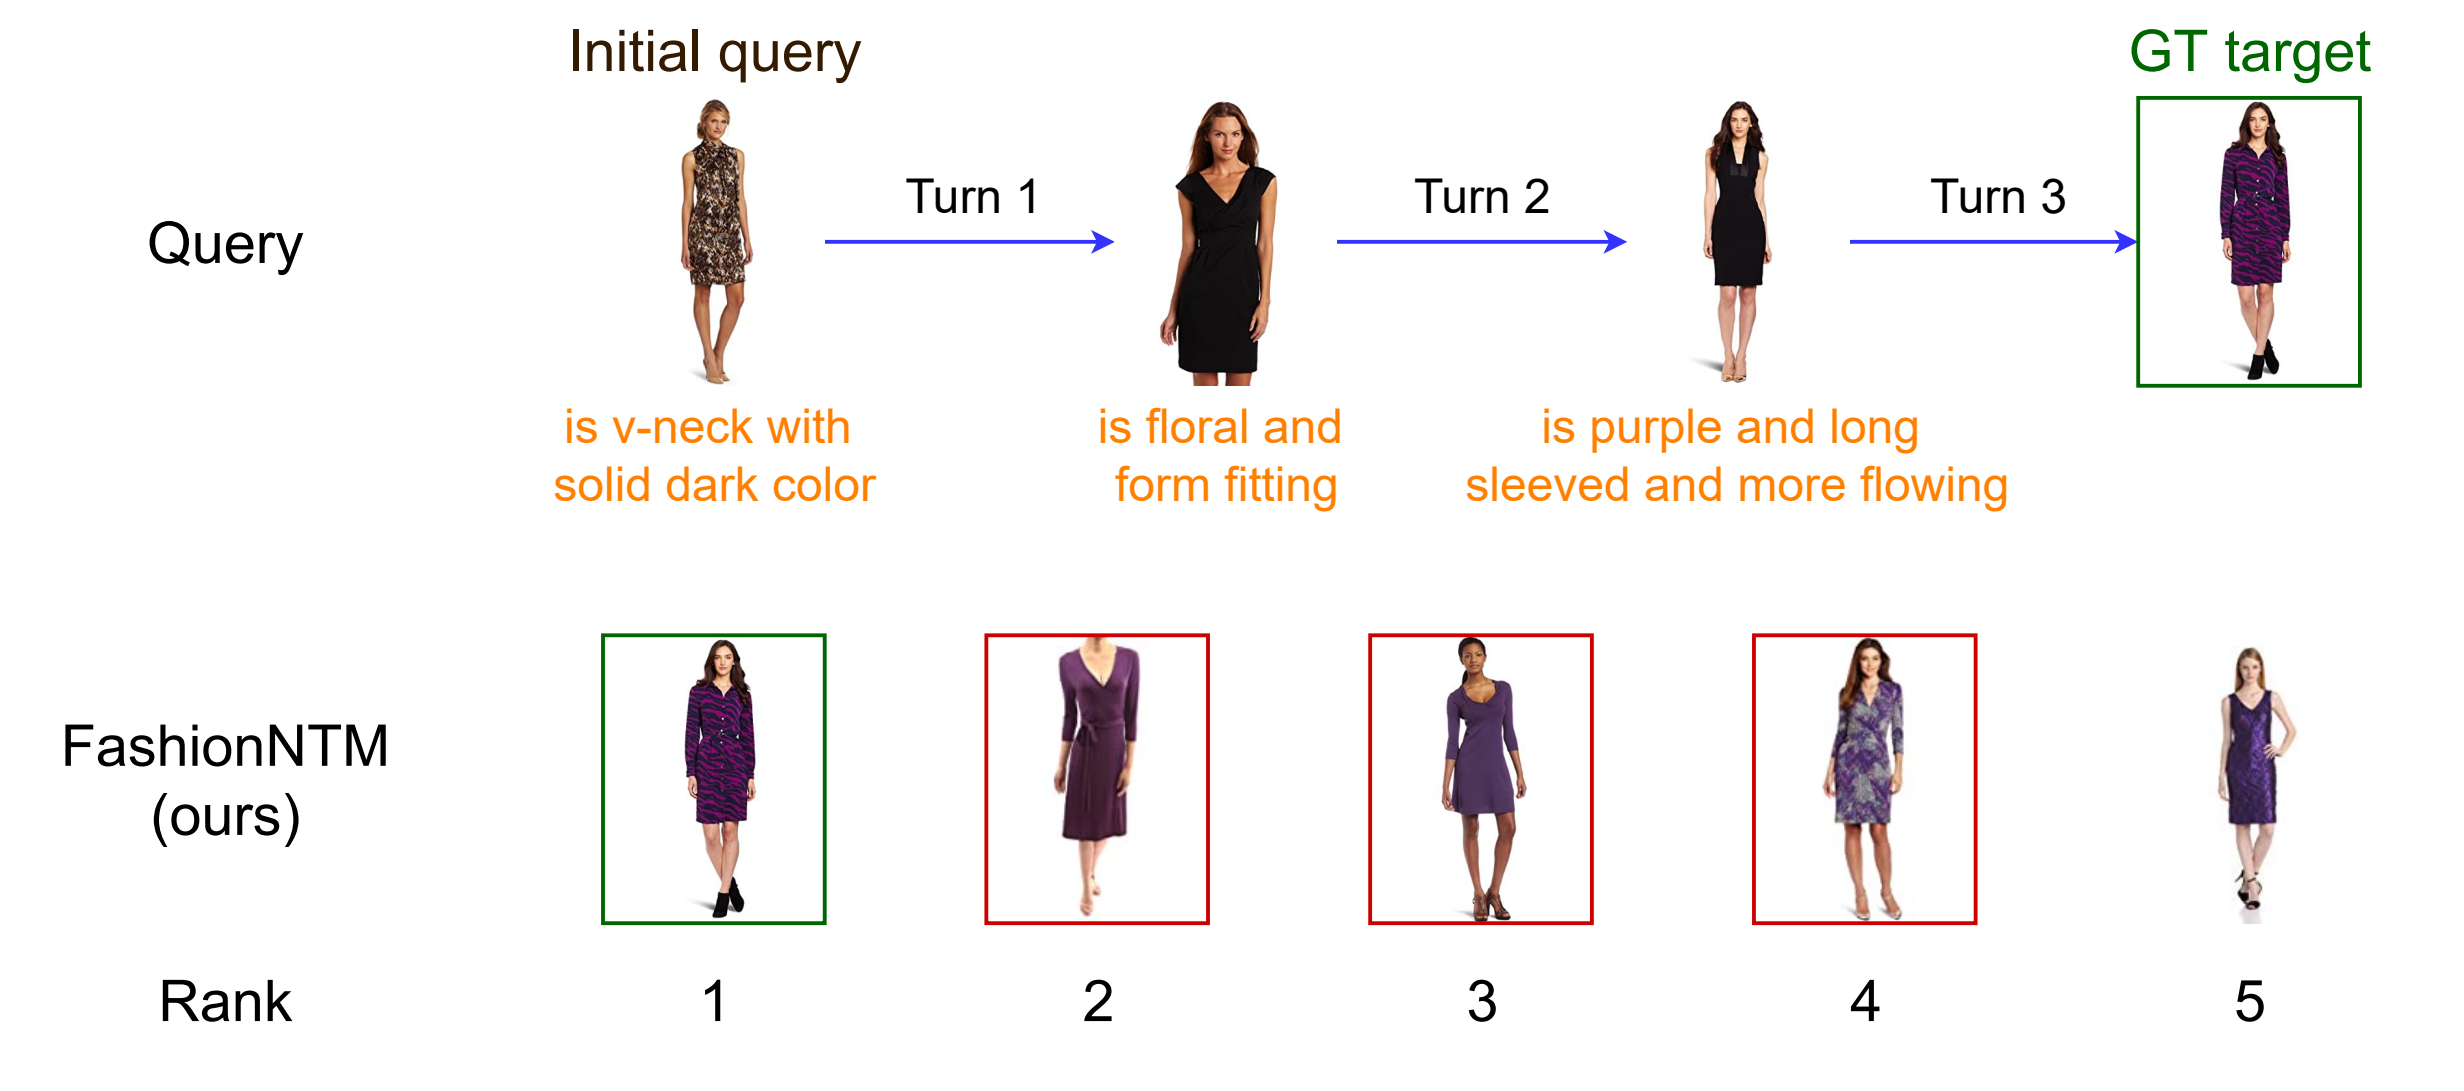 Initial query
GT target
Query
Turn 1
Turn 2
Turn 3
is v-neck with
solid dark color
is floral and
form fitting
is purple and long
sleeved and more flowing
FashionNTM
(ours)
Rank
1
2
3
4
5